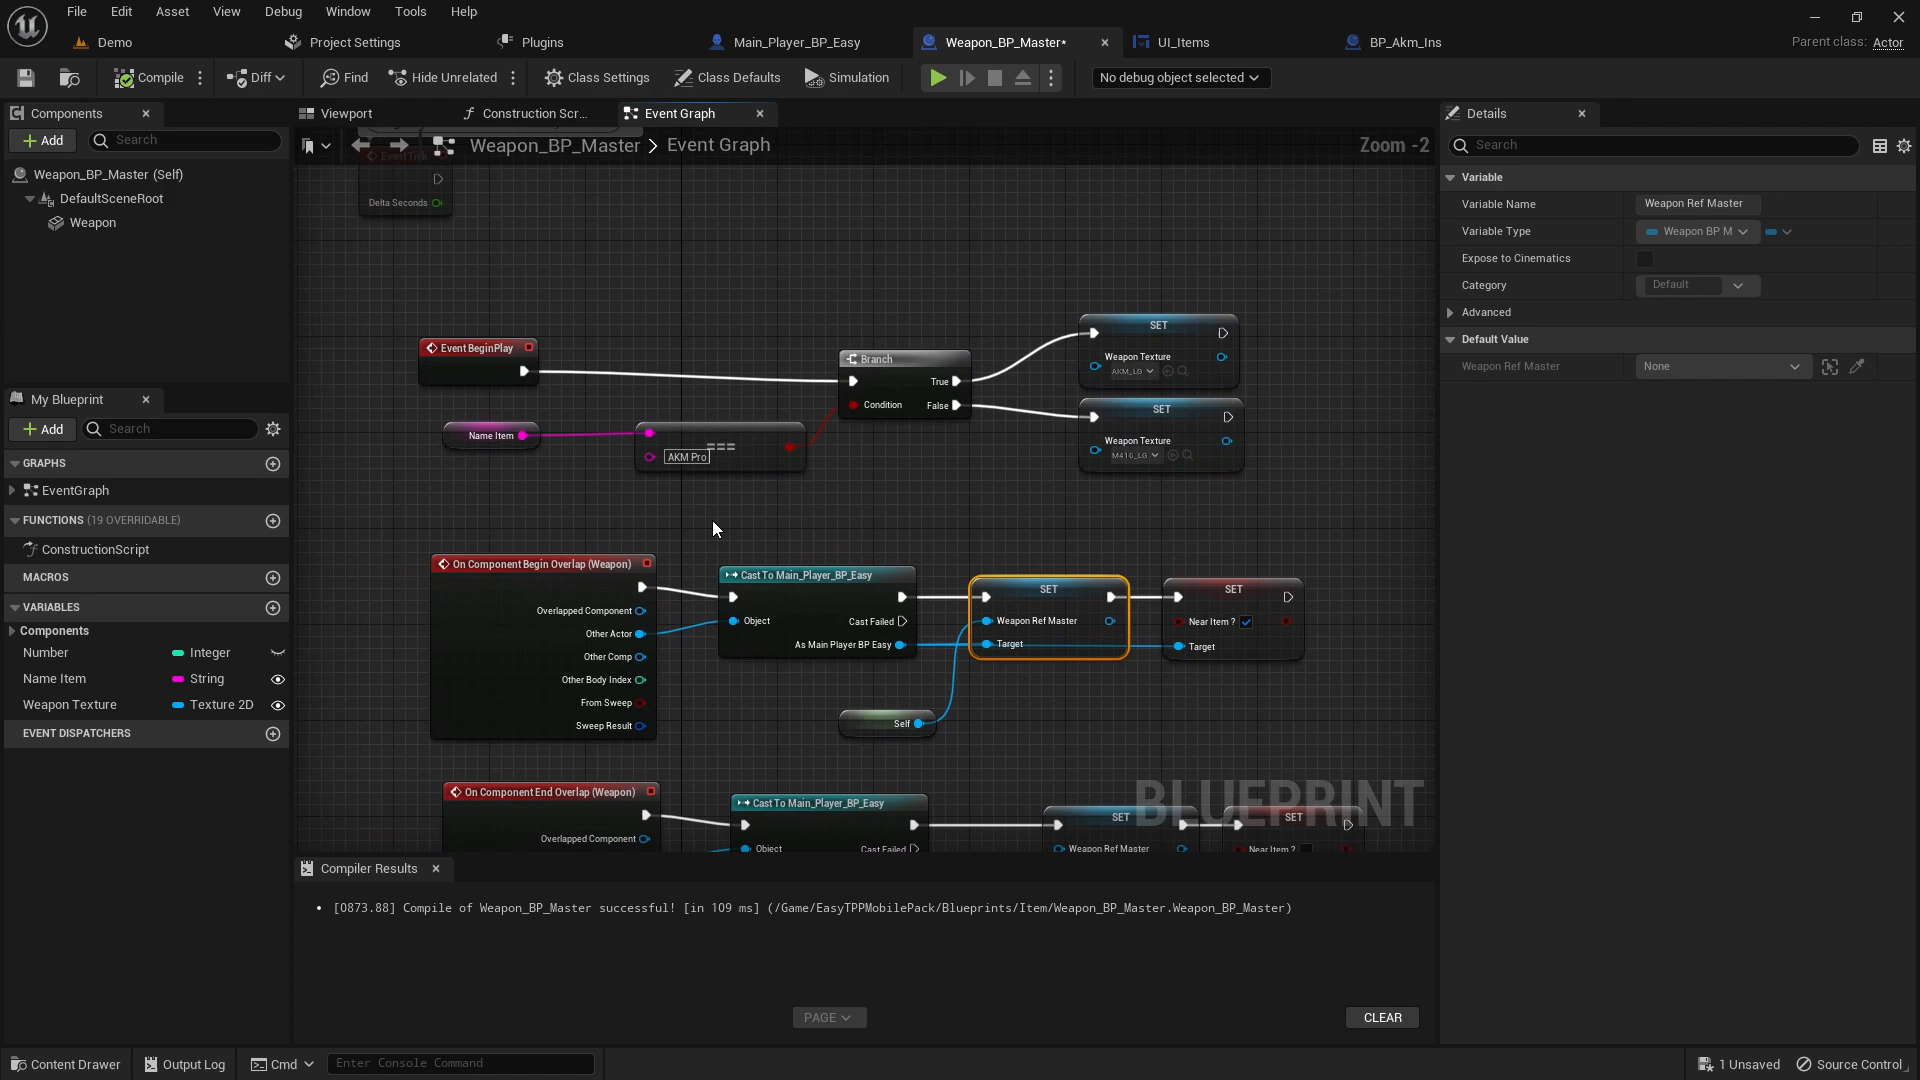 File Edit Asset View Debug Window Tools Help
Demo Project Settings Plugins Main_Player_BP_Easy Weapon_BP_Master* UI_Items BP_Akm_Ins Parent class: Actor
Compile Diff Find Hide Unrelated Class Settings Class Defaults Simulation No debug object selected
Components
Viewport Construction Scr... Event Graph
Details
Add Search
Weapon_BP_Master > Event Graph Zoom -2
Search
Weapon_BP_Master (Self)
DefaultSceneRoot
Weapon
Event Tick
Delta Seconds
Variable
Variable Name Weapon Ref Master
Variable Type Weapon BP M
Expose to Cinematics
Category Default
Advanced
Default Value
Weapon Ref Master None
Event BeginPlay
Branch
True
Condition False
SET
Weapon Texture
AKM_LG
SET
Weapon Texture
M416_LG
Name Item
===
AKM Pro
My Blueprint
Add Search
GRAPHS
EventGraph
FUNCTIONS (19 OVERRIDABLE)
ConstructionScript
MACROS
VARIABLES
Components
Number Integer
Name Item String
Weapon Texture Texture 2D
EVENT DISPATCHERS
On Component Begin Overlap (Weapon)
Overlapped Component
Other Actor
Other Comp
Other Body Index
From Sweep
Sweep Result
Cast To Main_Player_BP_Easy
Object Cast Failed
As Main Player BP Easy
SET
Weapon Ref Master
Target
SET
Near Item ?
Target
Self
On Component End Overlap (Weapon)
Overlapped Component
Cast To Main_Player_BP_Easy
Object Cast Failed
SET
Weapon Ref Master
SET
Near Item ?
BLUEPRINT
Compiler Results
• [0873.88] Compile of Weapon_BP_Master successful! [in 109 ms] (/Game/EasyTPPMobilePack/Blueprints/Item/Weapon_BP_Master.Weapon_BP_Master)
PAGE CLEAR
Content Drawer Output Log Cmd Enter Console Command 1 Unsaved Source Control